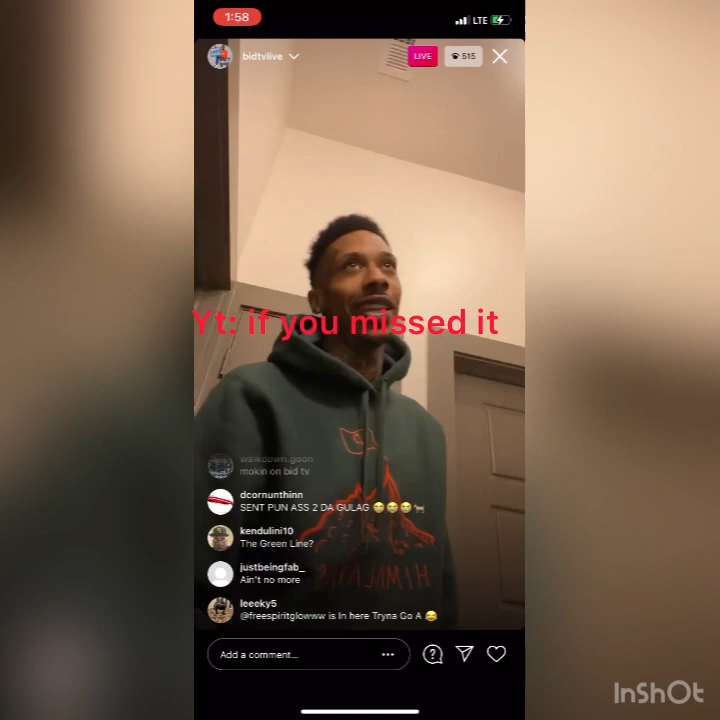 1:58
LTE
bidtvlive
LIVE
515
Yt: if you missed it
walkdown.goon
mokin on bid tv
dcornunthinn
SENT PUN ASS 2 DA GULAG 😭😭😭🐄
kendulini10
The Green Line?
justbeingfab_
Ain't no more
leeeky5
@freespiritglowww is In here Tryna Go A 😂
Add a comment...
InShOt